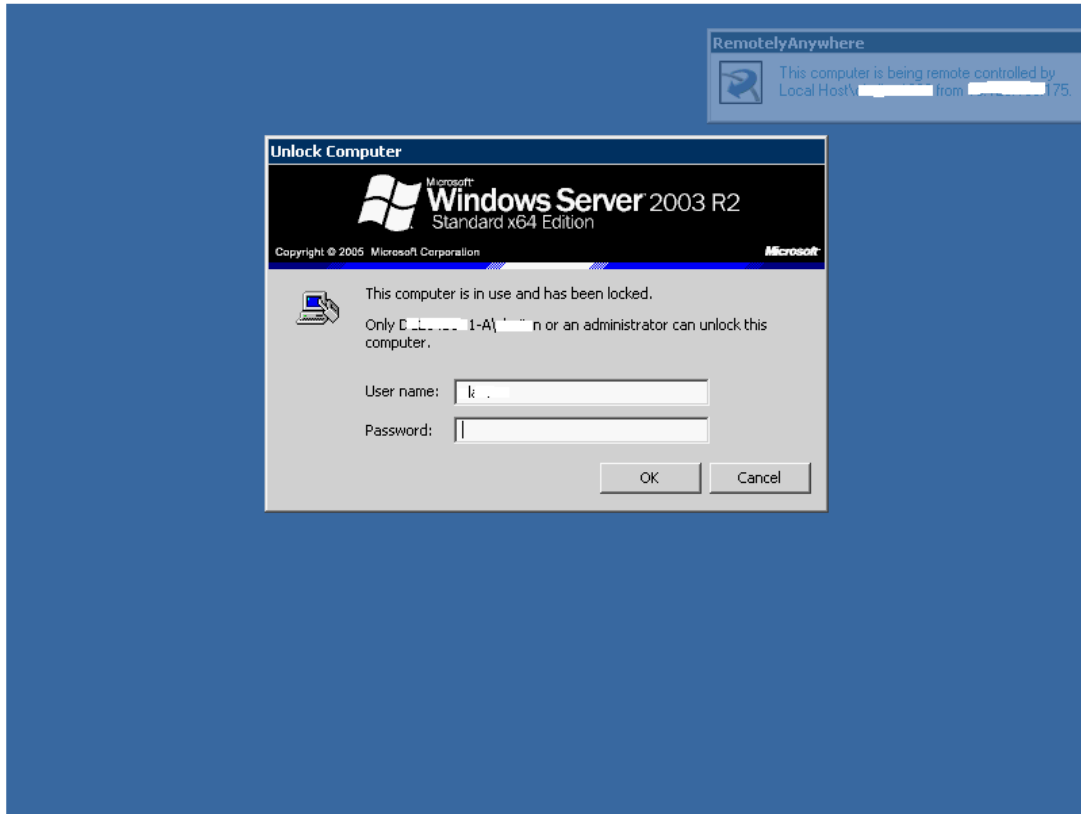 RemotelyAnywhere
This computer is being remote controlled by
Local Host\ from 175.
Unlock Computer
Microsoft
Windows Server 2003 R2
Standard x64 Edition
Copyright © 2005 Microsoft Corporation
Microsoft
This computer is in use and has been locked.
Only 1-A\ n or an administrator can unlock this
computer.
User name:
Password:
OK Cancel